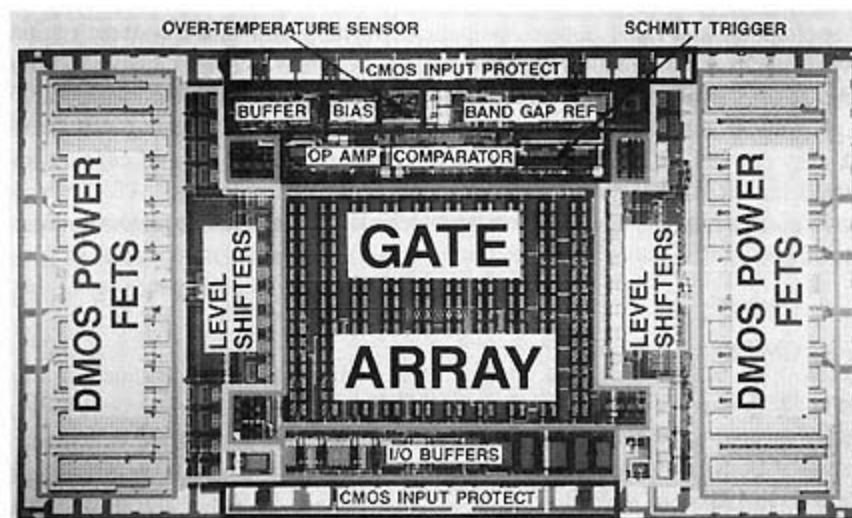 OVER-TEMPERATURE SENSOR
SCHMITT TRIGGER
CMOS INPUT PROTECT
BUFFER
BIAS
BAND GAP REF
OP AMP
COMPARATOR
DMOS POWER
FETS
LEVEL
SHIFTERS
GATE
ARRAY
LEVEL
SHIFTERS
DMOS POWER
FETS
I/O BUFFERS
CMOS INPUT PROTECT